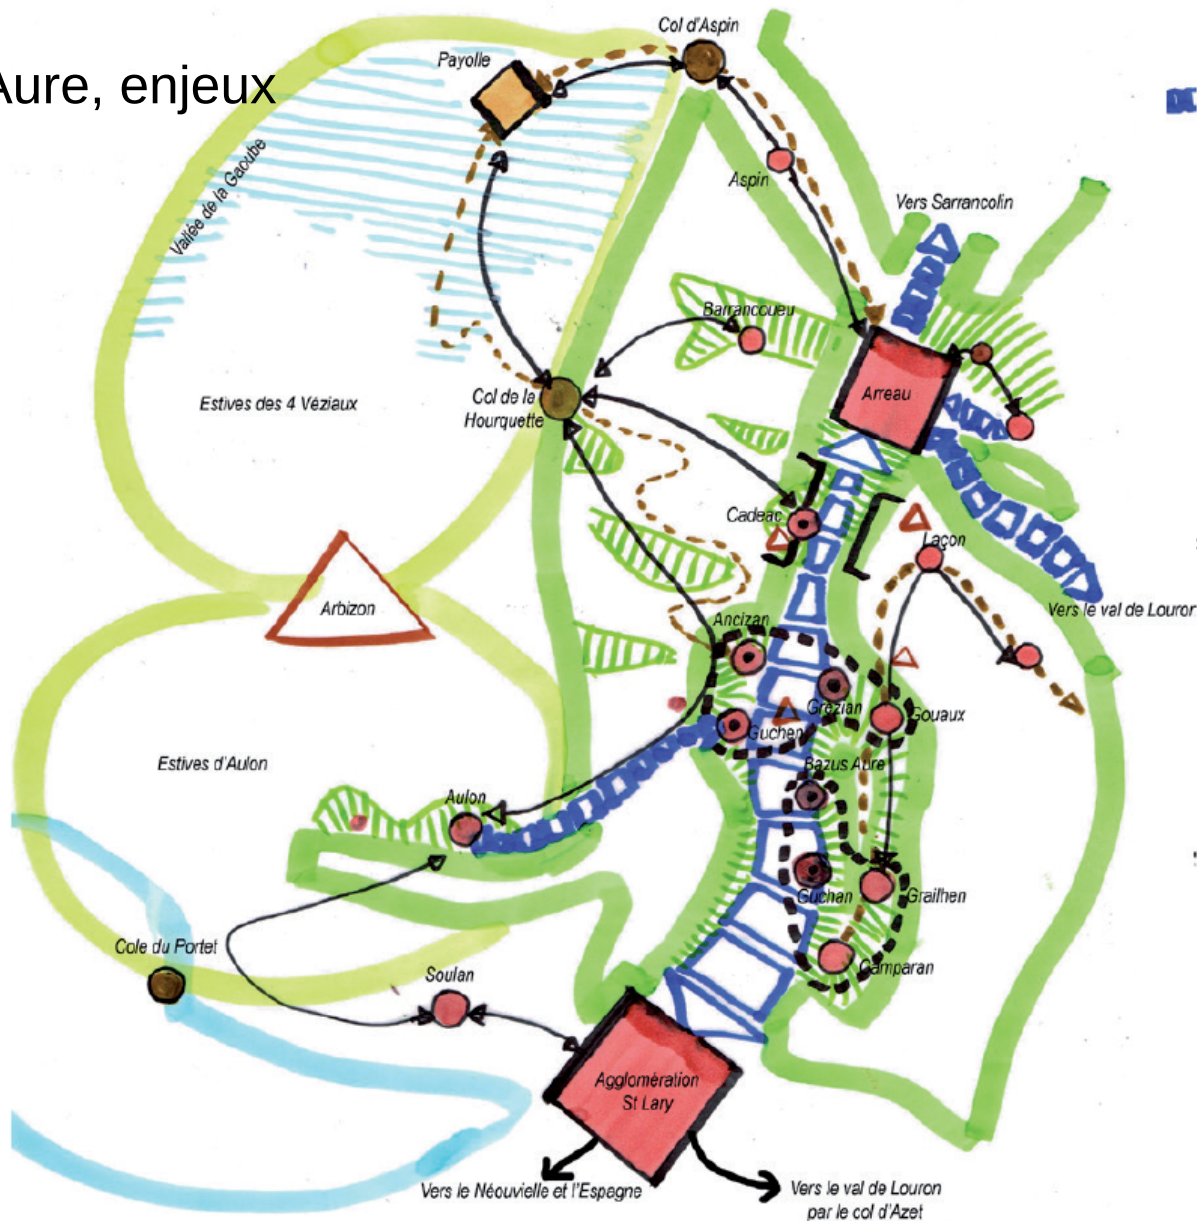 Col d'Aspin
Payolle
Aure, enjeux
Vallée de la Gaoube
Aspin
Vers Sarrancolin
Barrancoueu
Arreau
Estives des 4 Véziaux
Col de la
Hourquette
Cadeac
Laçon
Arbizon
Vers le val de Louron
Ancizan
Grézian
Gouaux
Guchen
Estives d'Aulon
Bazus Aure
Aulon
Guchan
Grailhen
Cole du Portet
Camparan
Soulan
Agglomération
St Lary
Vers le Néouvielle et l'Espagne
Vers le val de Louron
par le col d'Azet